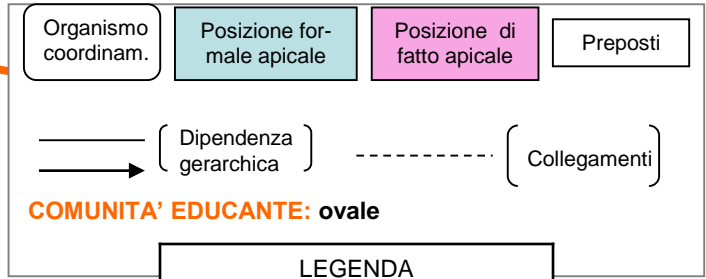 Organismo
coordinam.
Posizione for-
male apicale
Posizione di
fatto apicale
Preposti
Dipendenza
gerarchica
Collegamenti
COMUNITA’ EDUCANTE: ovale
LEGENDA